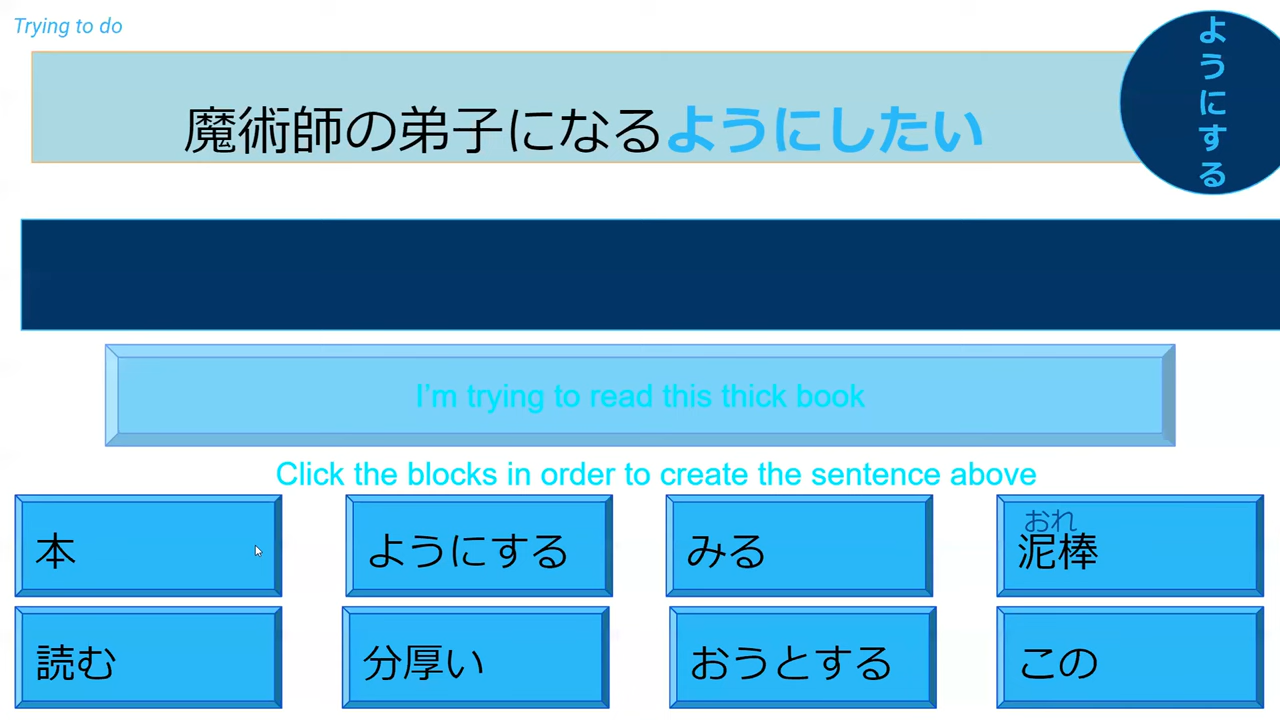 Trying to do
ようにする
魔術師の弟子になるようにしたい
I'm trying to read this thick book
Click the blocks in order to create the sentence above
本
ようにする
みる
おれ
泥棒
読む
分厚い
おうとする
この